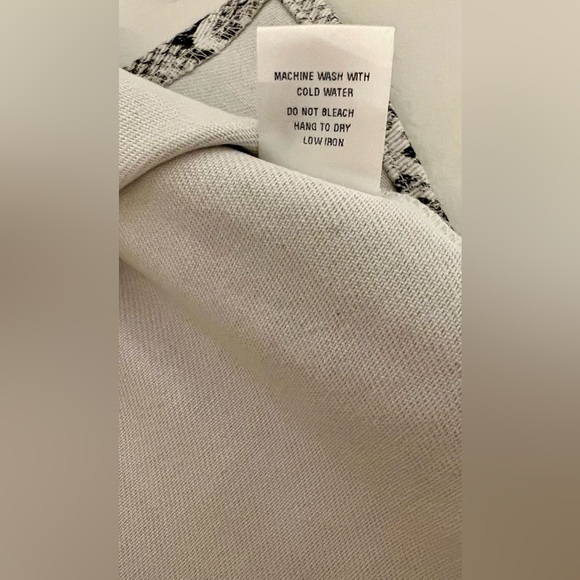 MACHINE WASH WITH
COLD WATER
DO NOT BLEACH
HANG TO DRY
LOW IRON